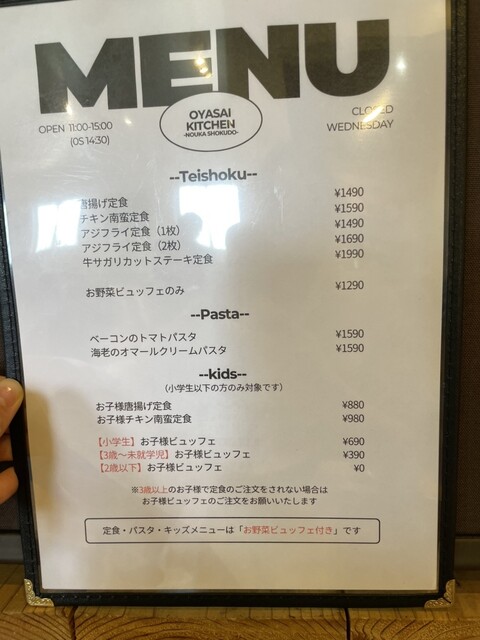 MENU
OPEN 11:00-15:00
(OS 14:30)
OYASAI
KITCHEN
-NOUKA SHOKUDO-
CLOSED
WEDNESDAY
--Teishoku--
唐揚げ定食 ¥1490
チキン南蛮定食 ¥1590
アジフライ定食（1枚） ¥1490
アジフライ定食（2枚） ¥1690
牛サガリカットステーキ定食 ¥1990
お野菜ビュッフェのみ ¥1290
--Pasta--
ベーコンのトマトパスタ ¥1590
海老のオマールクリームパスタ ¥1590
--kids--
（小学生以下の方のみ対象です）
お子様唐揚げ定食 ¥880
お子様チキン南蛮定食 ¥980
【小学生】お子様ビュッフェ ¥690
【3歳〜未就学児】お子様ビュッフェ ¥390
【2歳以下】お子様ビュッフェ ¥0
※3歳以上のお子様で定食のご注文をされない場合は
お子様ビュッフェのご注文をお願いいたします
定食・パスタ・キッズメニューは「お野菜ビュッフェ付き」です